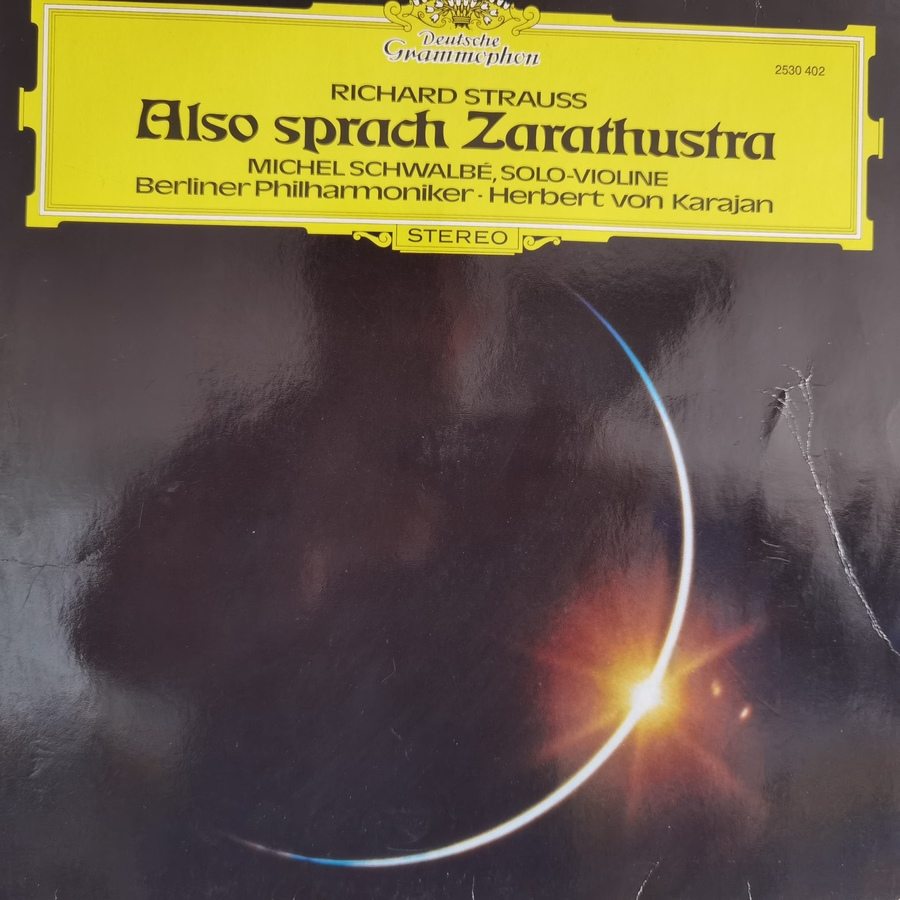 Deutsche
Grammophon
2530 402
RICHARD STRAUSS
Also sprach Zarathustra
MICHEL SCHWALBÉ, SOLO-VIOLINE
Berliner Philharmoniker · Herbert von Karajan
STEREO